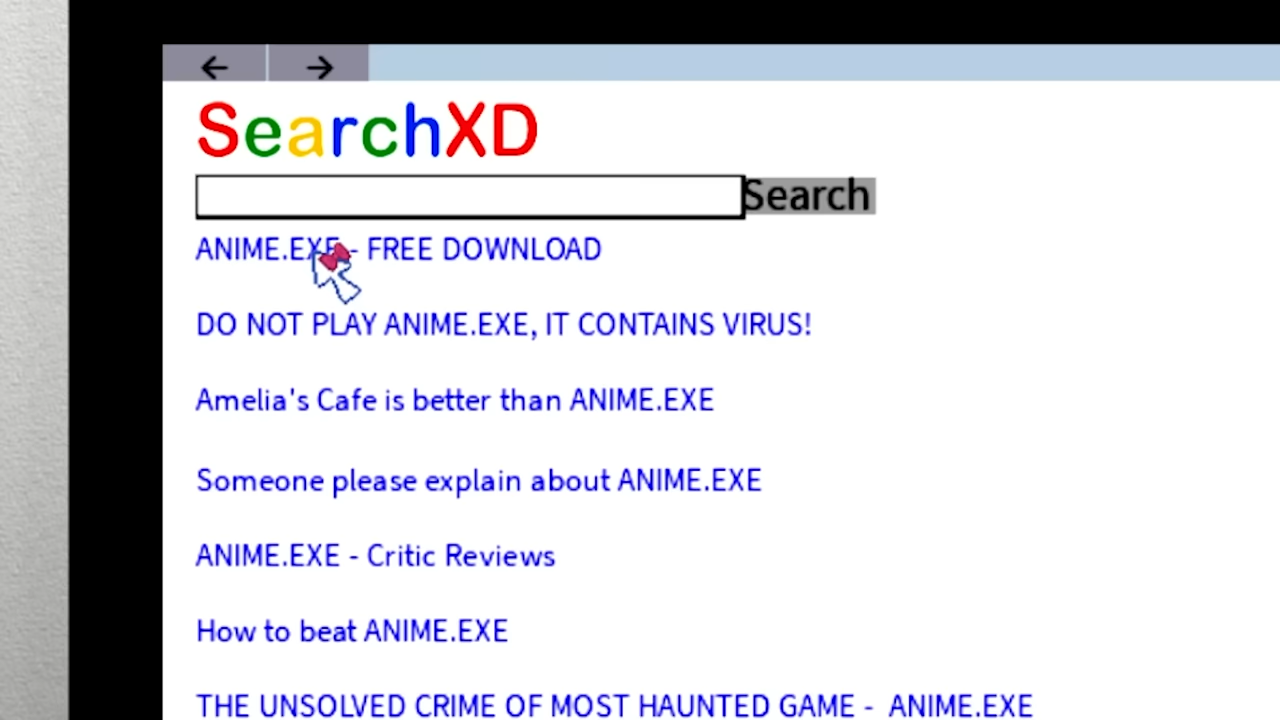 SearchXD
Search
ANIME.EXE - FREE DOWNLOAD
DO NOT PLAY ANIME.EXE, IT CONTAINS VIRUS!
Amelia's Cafe is better than ANIME.EXE
Someone please explain about ANIME.EXE
ANIME.EXE - Critic Reviews
How to beat ANIME.EXE
THE UNSOLVED CRIME OF MOST HAUNTED GAME - ANIME.EXE